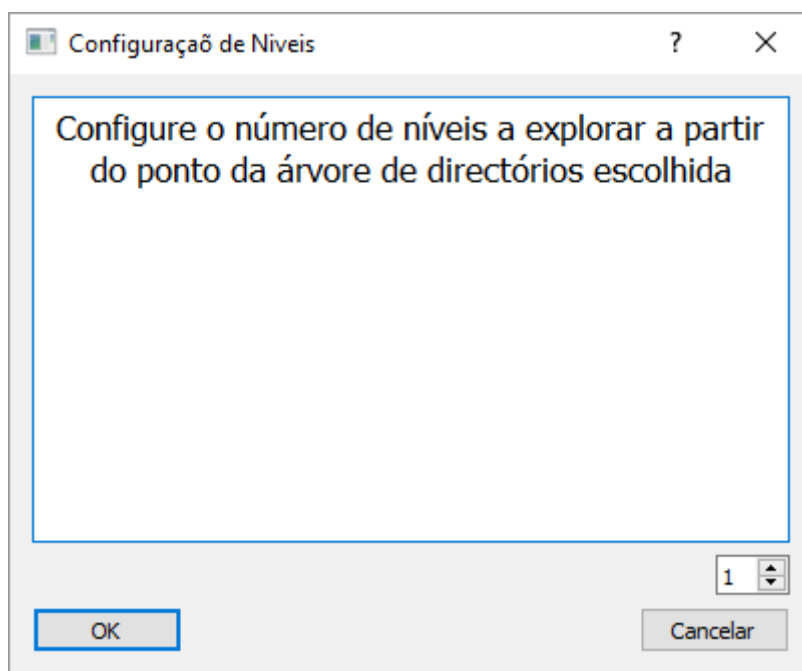 Configuraçaõ de Niveis
?
Configure o número de níveis a explorar a partir
do ponto da árvore de directórios escolhida
1
OK
Cancelar